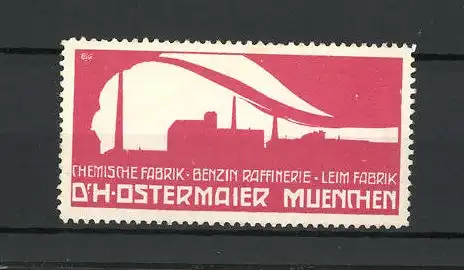 CHEMISCHE FABRIK · BENZIN RAFFINERIE · LEIM FABRIK
DR·H·OSTERMAIER MUENCHEN